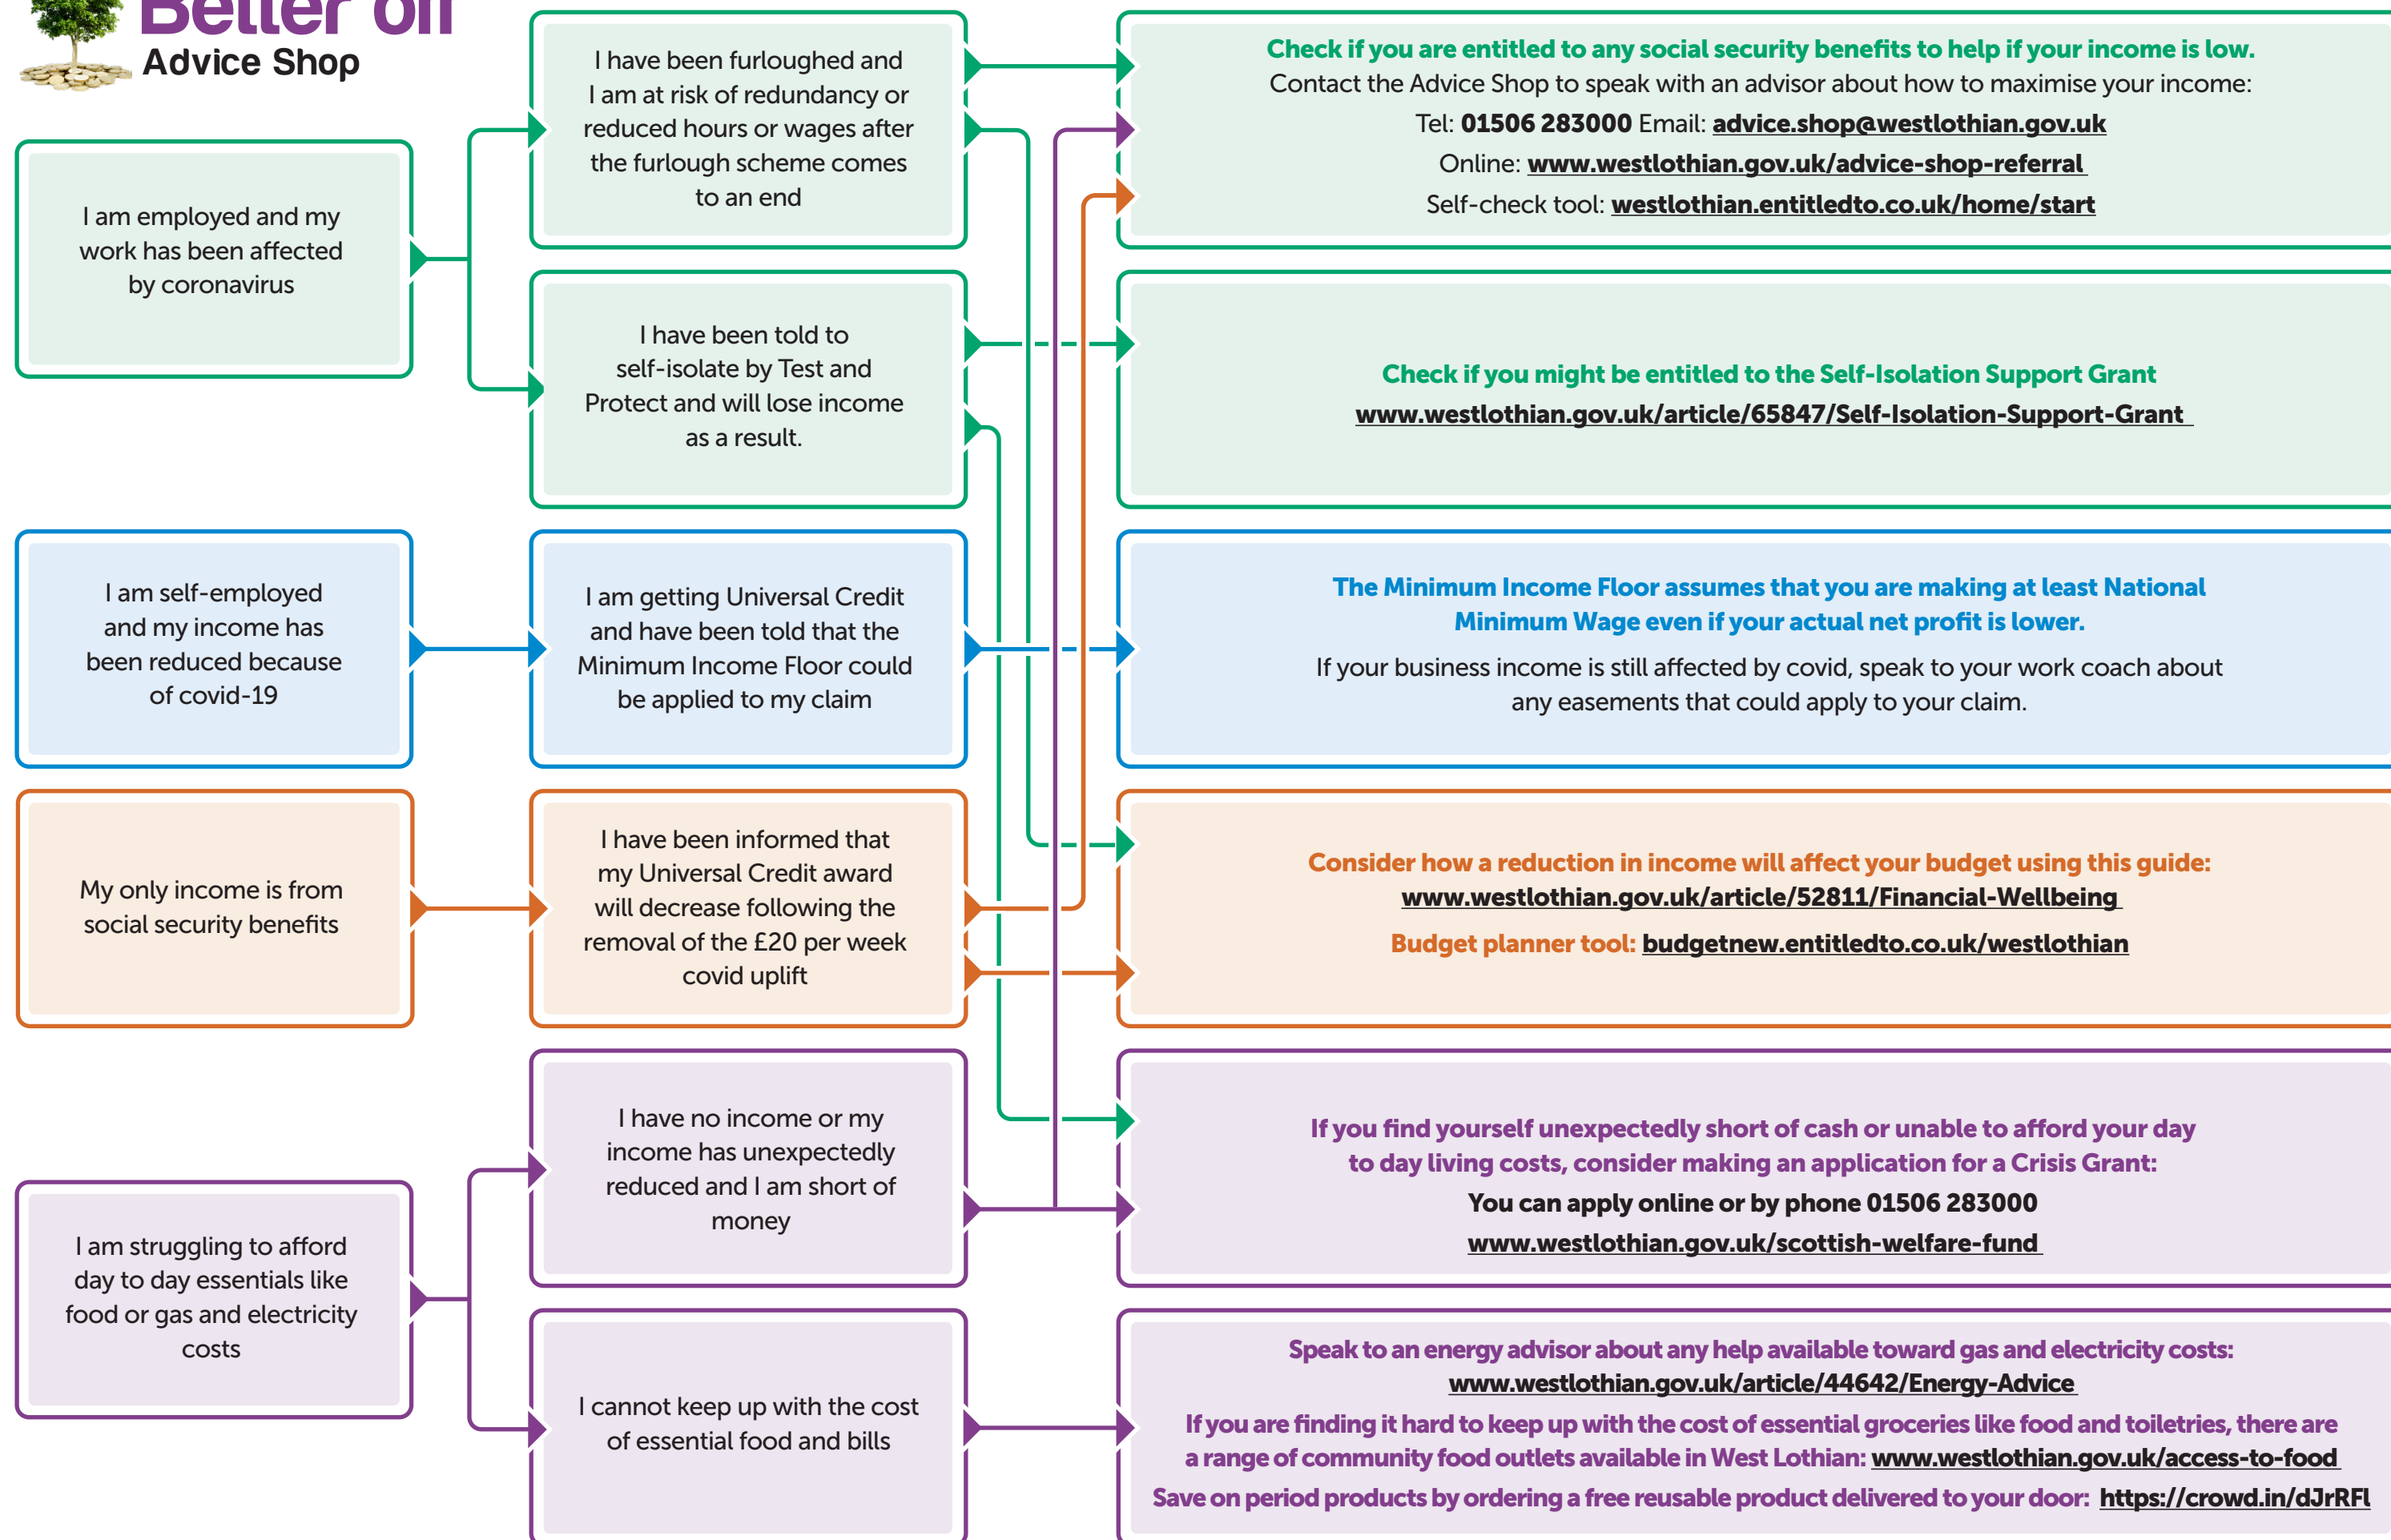 Better off
Advice Shop
I am employed and my
work has been affected
by coronavirus
I have been furloughed and
I am at risk of redundancy or
reduced hours or wages after
the furlough scheme comes
to an end
I have been told to
self-isolate by Test and
Protect and will lose income
as a result.
Check if you are entitled to any social security benefits to help if your income is low.
Contact the Advice Shop to speak with an advisor about how to maximise your income:
Tel: 01506 283000 Email: advice.shop@westlothian.gov.uk
Online: www.westlothian.gov.uk/advice-shop-referral
Self-check tool: westlothian.entitledto.co.uk/home/start
Check if you might be entitled to the Self-Isolation Support Grant
www.westlothian.gov.uk/article/65847/Self-Isolation-Support-Grant
I am self-employed
and my income has
been reduced because
of covid-19
I am getting Universal Credit
and have been told that the
Minimum Income Floor could
be applied to my claim
The Minimum Income Floor assumes that you are making at least National
Minimum Wage even if your actual net profit is lower.
If your business income is still affected by covid, speak to your work coach about
any easements that could apply to your claim.
My only income is from
social security benefits
I have been informed that
my Universal Credit award
will decrease following the
removal of the £20 per week
covid uplift
Consider how a reduction in income will affect your budget using this guide:
www.westlothian.gov.uk/article/52811/Financial-Wellbeing
Budget planner tool: budgetnew.entitledto.co.uk/westlothian
I am struggling to afford
day to day essentials like
food or gas and electricity
costs
I have no income or my
income has unexpectedly
reduced and I am short of
money
I cannot keep up with the cost
of essential food and bills
If you find yourself unexpectedly short of cash or unable to afford your day
to day living costs, consider making an application for a Crisis Grant:
You can apply online or by phone 01506 283000
www.westlothian.gov.uk/scottish-welfare-fund
Speak to an energy advisor about any help available toward gas and electricity costs:
www.westlothian.gov.uk/article/44642/Energy-Advice
If you are finding it hard to keep up with the cost of essential groceries like food and toiletries, there are
a range of community food outlets available in West Lothian: www.westlothian.gov.uk/access-to-food
Save on period products by ordering a free reusable product delivered to your door: https://crowd.in/dJrRFl